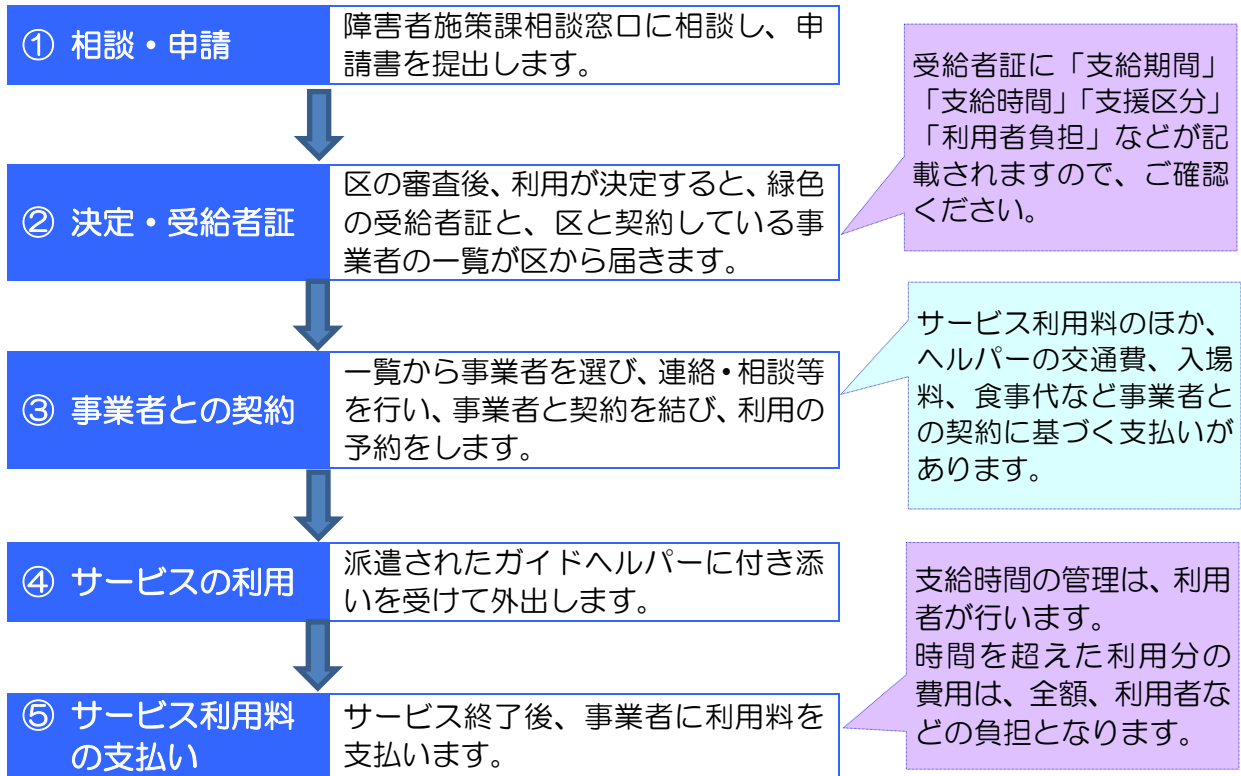 ① 相談・申請
障害者施策課相談窓口に相談し、申
請書を提出します。
受給者証に「支給期間」
「支給時間」「支援区分」
「利用者負担」などが記
載されますので、ご確認
ください。
② 決定・受給者証
区の審査後、利用が決定すると、緑色
の受給者証と、区と契約している事
業者の一覧が区から届きます。
③ 事業者との契約
一覧から事業者を選び、連絡・相談等
を行い、事業者と契約を結び、利用の
予約をします。
サービス利用料のほか、
ヘルパーの交通費、入場
料、食事代など事業者と
の契約に基づく支払いが
あります。
④ サービスの利用
派遣されたガイドヘルパーに付き添
いを受けて外出します。
支給時間の管理は、利用
者が行います。
時間を超えた利用分の
費用は、全額、利用者な
どの負担となります。
⑤ サービス利用料
の支払い
サービス終了後、事業者に利用料を
支払います。